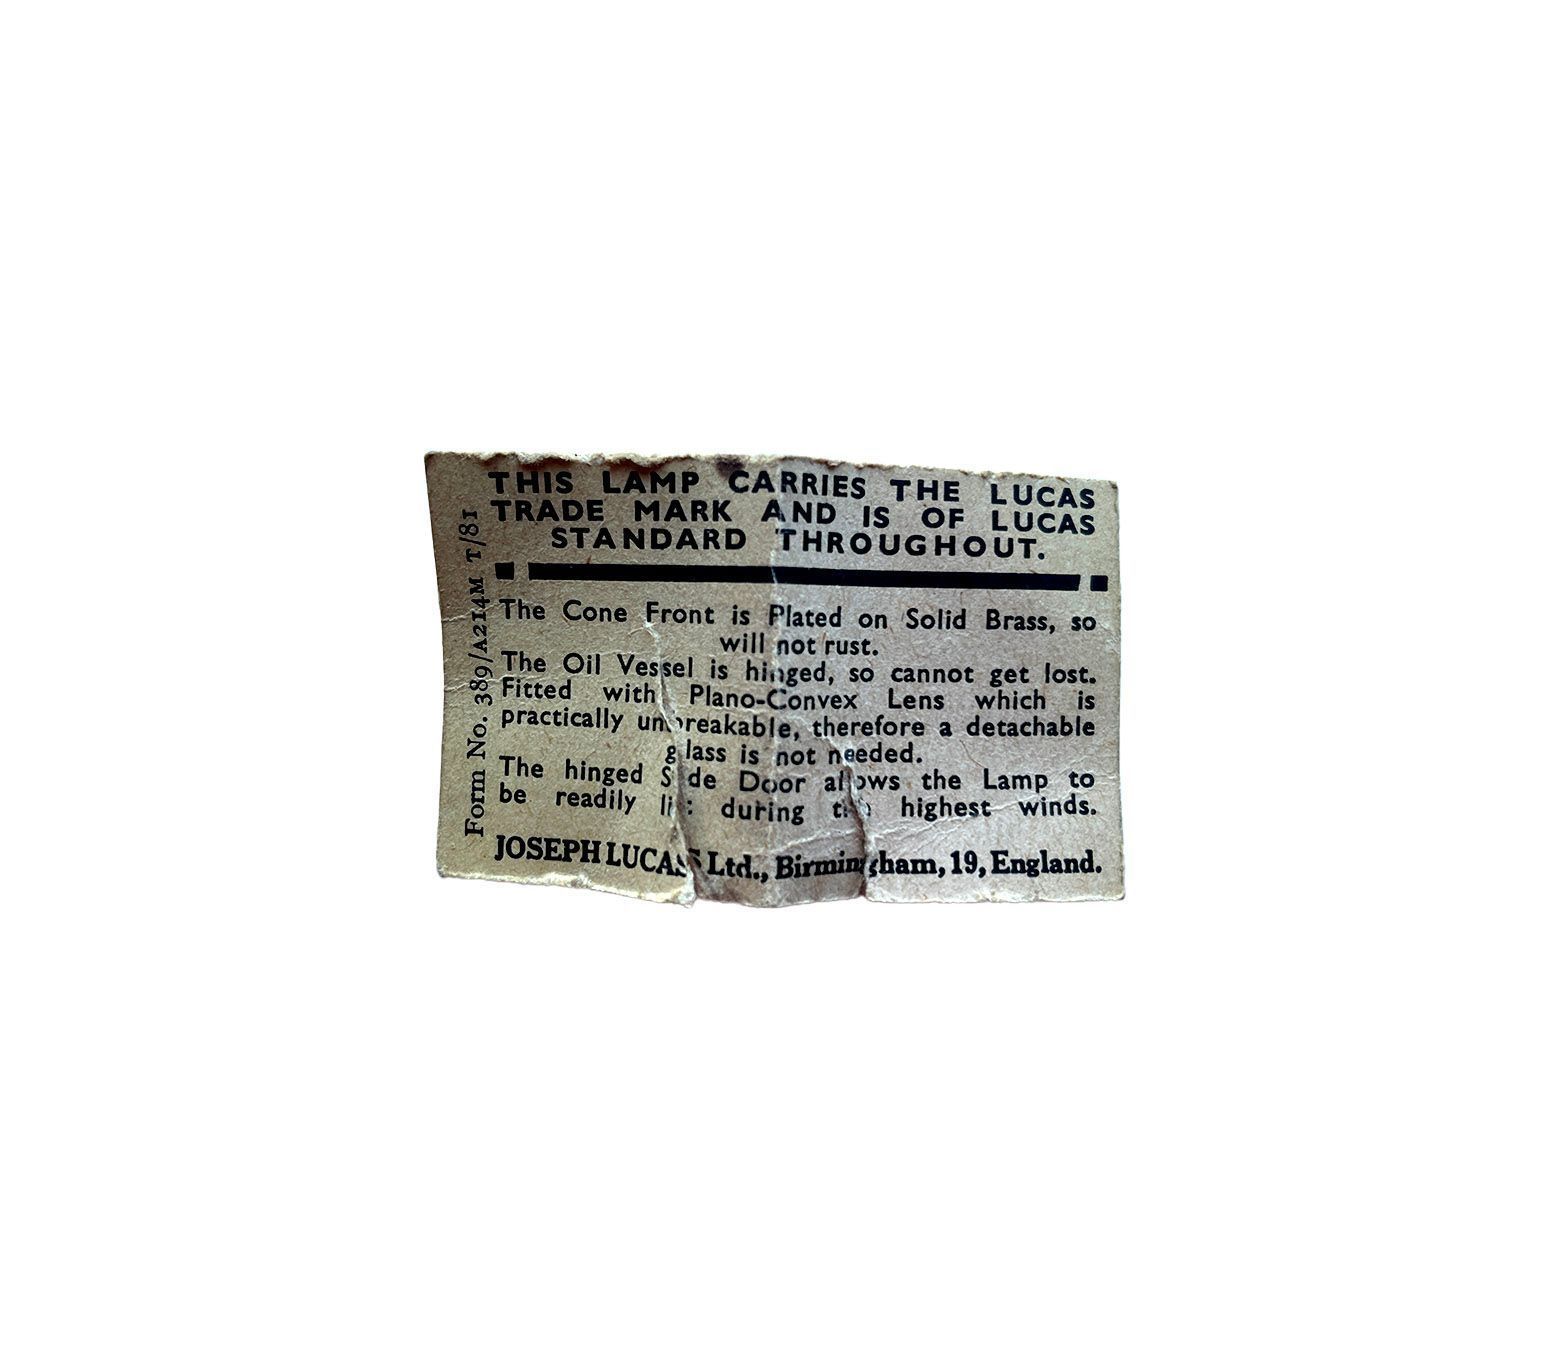 THIS LAMP CARRIES THE LUCAS
TRADE MARK AND IS OF LUCAS
STANDARD THROUGHOUT.
The Cone Front is Plated on Solid Brass, so
will not rust.
The Oil Vessel is hinged, so cannot get lost.
Fitted with Plano-Convex Lens which is
practically unbreakable, therefore a detachable
glass is not needed.
The hinged Side Door allows the Lamp to
be readily lit during the highest winds.
JOSEPH LUCAS Ltd., Birmingham, 19, England.
Form No. 389/A214M T/81